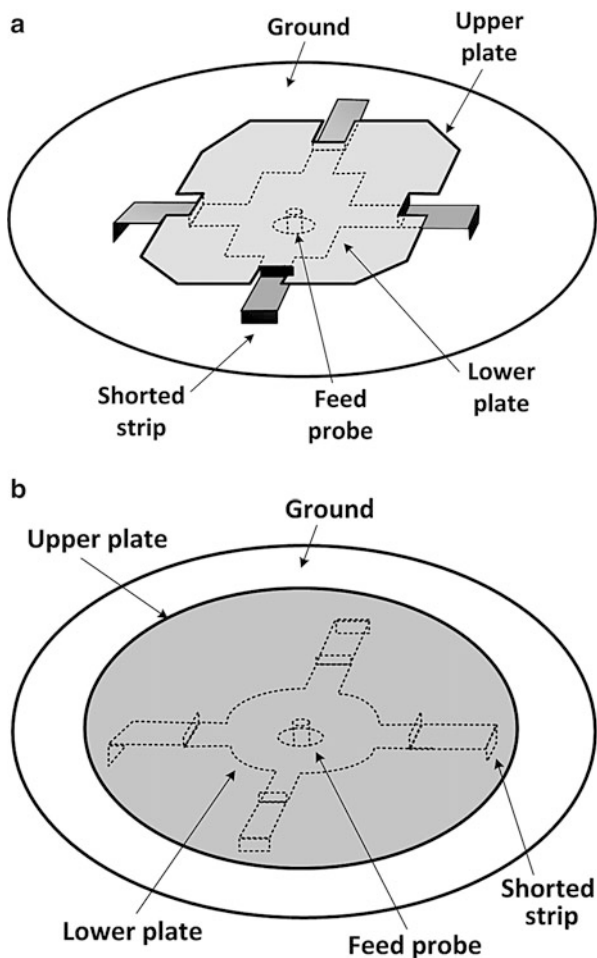 a
Ground
Upper
plate
Shorted
strip
Feed
probe
Lower
plate
b
Ground
Upper plate
Lower plate
Feed probe
Shorted
strip